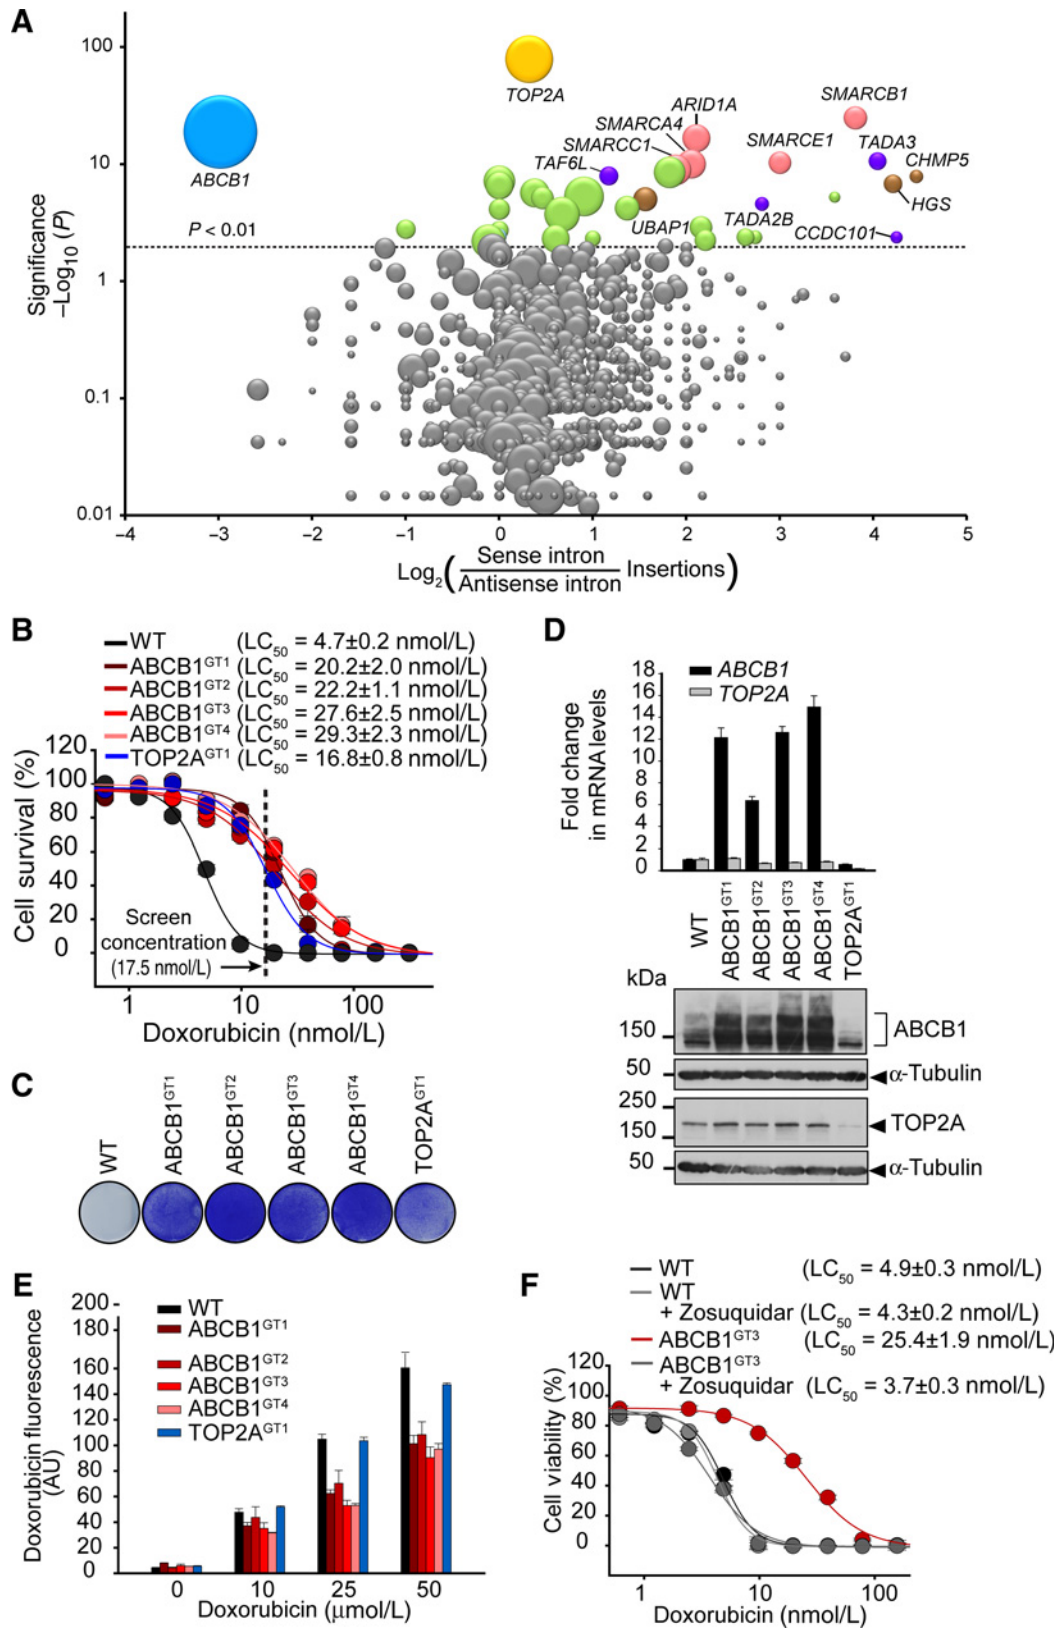 A
100
10
1
0.1
0.01
Significance
–Log10 (P)
TOP2A
ABCB1
P < 0.01
ARID1A
SMARCA4
SMARCC1
TAF6L
SMARCB1
SMARCE1
TADA3
CHMP5
HGS
UBAP1
TADA2B
CCDC101
–4 –3 –2 –1 0 1 2 3 4 5
Log2 ( Sense intron / Antisense intron Insertions )
B
WT (LC50 = 4.7±0.2 nmol/L)
ABCB1GT1 (LC50 = 20.2±2.0 nmol/L)
ABCB1GT2 (LC50 = 22.2±1.1 nmol/L)
ABCB1GT3 (LC50 = 27.6±2.5 nmol/L)
ABCB1GT4 (LC50 = 29.3±2.3 nmol/L)
TOP2AGT1 (LC50 = 16.8±0.8 nmol/L)
Cell survival (%)
120
100
80
60
40
20
0
Screen
concentration
(17.5 nmol/L)
1 10 100
Doxorubicin (nmol/L)
C
WT
ABCB1GT1
ABCB1GT2
ABCB1GT3
ABCB1GT4
TOP2AGT1
D
ABCB1
TOP2A
Fold change
in mRNA levels
18
16
14
12
10
8
6
4
2
0
WT
ABCB1GT1
ABCB1GT2
ABCB1GT3
ABCB1GT4
TOP2AGT1
kDa
150
ABCB1
50
α-Tubulin
250
150
TOP2A
50
α-Tubulin
E
Doxorubicin fluorescence
(AU)
200
180
160
140
120
100
80
60
40
20
0
WT
ABCB1GT1
ABCB1GT2
ABCB1GT3
ABCB1GT4
TOP2AGT1
0 10 25 50
Doxorubicin (µmol/L)
F
WT (LC50 = 4.9±0.3 nmol/L)
WT
+ Zosuquidar (LC50 = 4.3±0.2 nmol/L)
ABCB1GT3 (LC50 = 25.4±1.9 nmol/L)
ABCB1GT3
+ Zosuquidar (LC50 = 3.7±0.3 nmol/L)
Cell viability (%)
120
80
60
40
20
0
1 10 100
Doxorubicin (nmol/L)